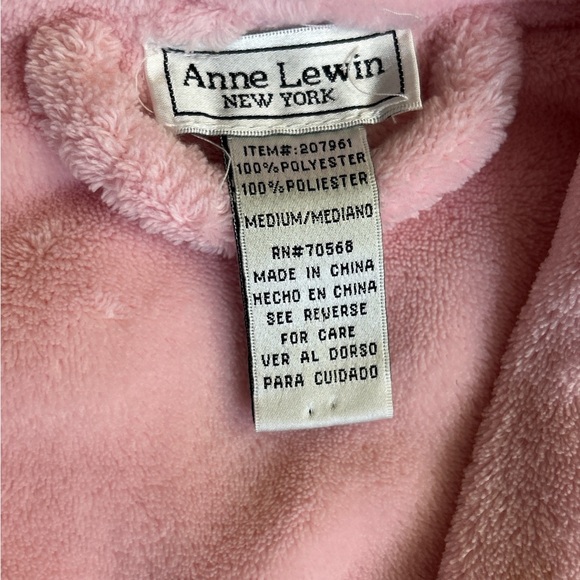 Anne Lewin
NEW YORK
ITEM#:207961
100%POLYESTER
100%POLIESTER
MEDIUM/MEDIANO
RN#70568
MADE IN CHINA
HECHO EN CHINA
SEE REVERSE
FOR CARE
VER AL DORSO
PARA CUIDADO